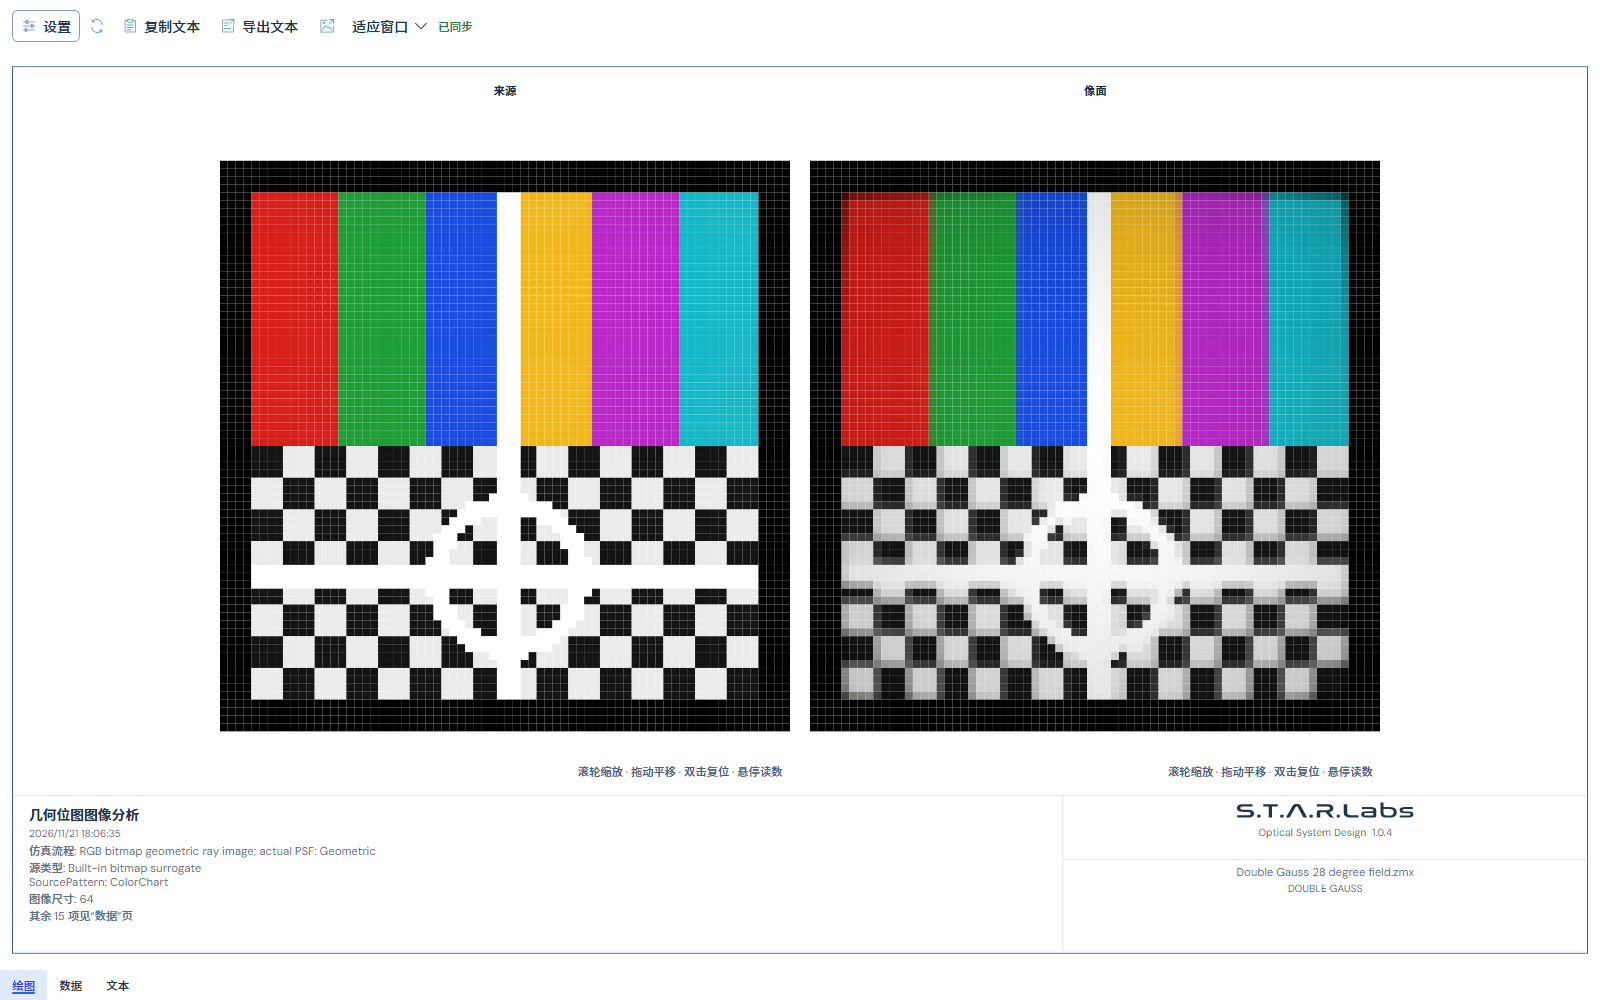 设置 复制文本 导出文本 适应窗口 已同步
来源 像面
滚轮缩放 · 拖动平移 · 双击复位 · 悬停读数 滚轮缩放 · 拖动平移 · 双击复位 · 悬停读数
几何位图图像分析
2026/11/21 18:06:35
仿真流程: RGB bitmap geometric ray image; actual PSF: Geometric
源类型: Built-in bitmap surrogate
SourcePattern: ColorChart
图像尺寸: 64
其余 15 项见“数据”页
S.T.A.R.Labs
Optical System Design 1.0.4
Double Gauss 28 degree field.zmx
DOUBLE GAUSS
绘图 数据 文本